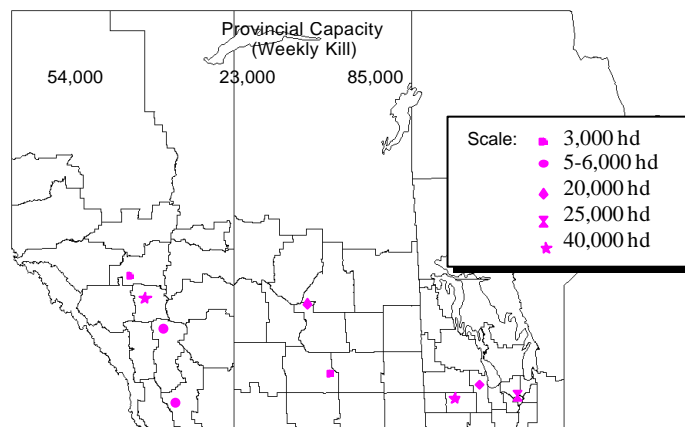 Provincial Capacity
(Weekly Kill)
54,000 23,000 85,000
Scale:
3,000 hd
5-6,000 hd
20,000 hd
25,000 hd
40,000 hd